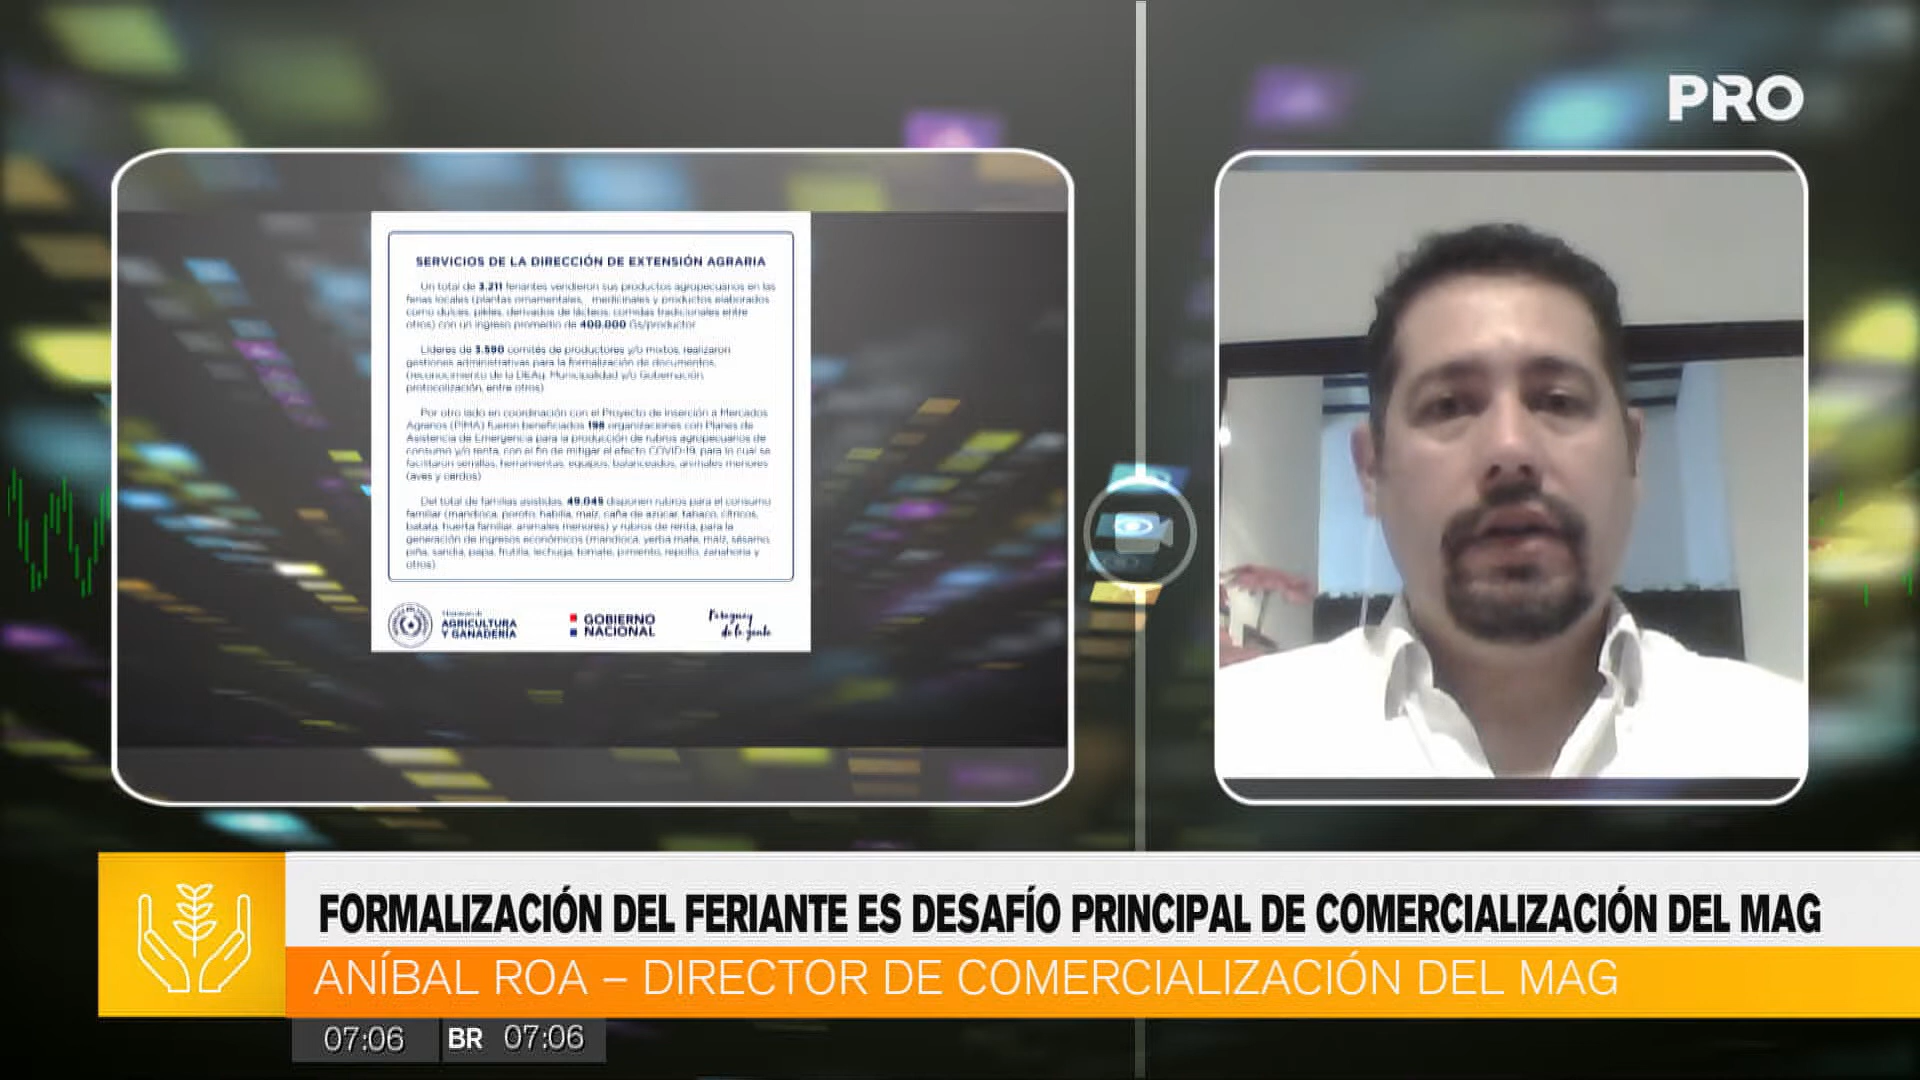 PRO
SERVICIOS DE LA DIRECCIÓN DE EXTENSIÓN AGRARIA
Un total de 3.211 feriantes vendieron sus productos agropecuarios en las
ferias locales (plantas ornamentales, medicinales y productos elaborados
como dulces, pikles, derivados de lácteos, comidas tradicionales entre
otros) con un ingreso promedio de 400.000 Gs/productor
Líderes de 3.590 comités de productores y/o mixtos, realizaron
gestiones administrativas para la formalización de documentos,
(reconocimiento de la DEAg, Municipalidad y/o Gobernación,
protocolización, entre otros)
Por otro lado en coordinación con el Proyecto de Inserción a Mercados
Agrarios (PIMA) fueron beneficiados 198 organizaciones con Planes de
Asistencia de Emergencia para la producción de rubros agropecuarios de
consumo y/o renta, con el fin de mitigar el efecto COVID-19, para lo cual se
facilitaron semillas, herramientas, equipos, balanceados, animales menores
(aves y cerdos)
Del total de familias asistidas, 49.045 disponen rubros para el consumo
familiar (mandioca, poroto, habilla, maíz, caña de azúcar, tabaco, cítricos,
batata, huerta familiar, animales menores) y rubros de renta, para la
generación de ingresos económicos (mandioca, yerba mate, maíz, sésamo,
piña, sandía, papa, frutilla, lechuga, tomate, pimiento, repollo, zanahoria y
otros)
AGRICULTURA
Y GANADERÍA
GOBIERNO
NACIONAL
Paraguay
de la gente
FORMALIZACIÓN DEL FERIANTE ES DESAFÍO PRINCIPAL DE COMERCIALIZACIÓN DEL MAG
ANÍBAL ROA – DIRECTOR DE COMERCIALIZACIÓN DEL MAG
07:06 BR 07:06